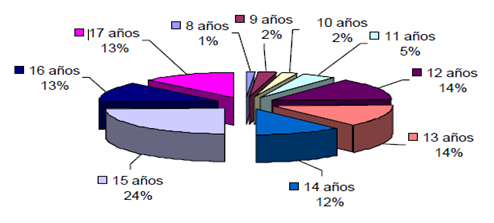 8 años
1%
9 años
2%
10 años
2%
11 años
5%
12 años
14%
13 años
14%
14 años
12%
15 años
24%
16 años
13%
17 años
13%